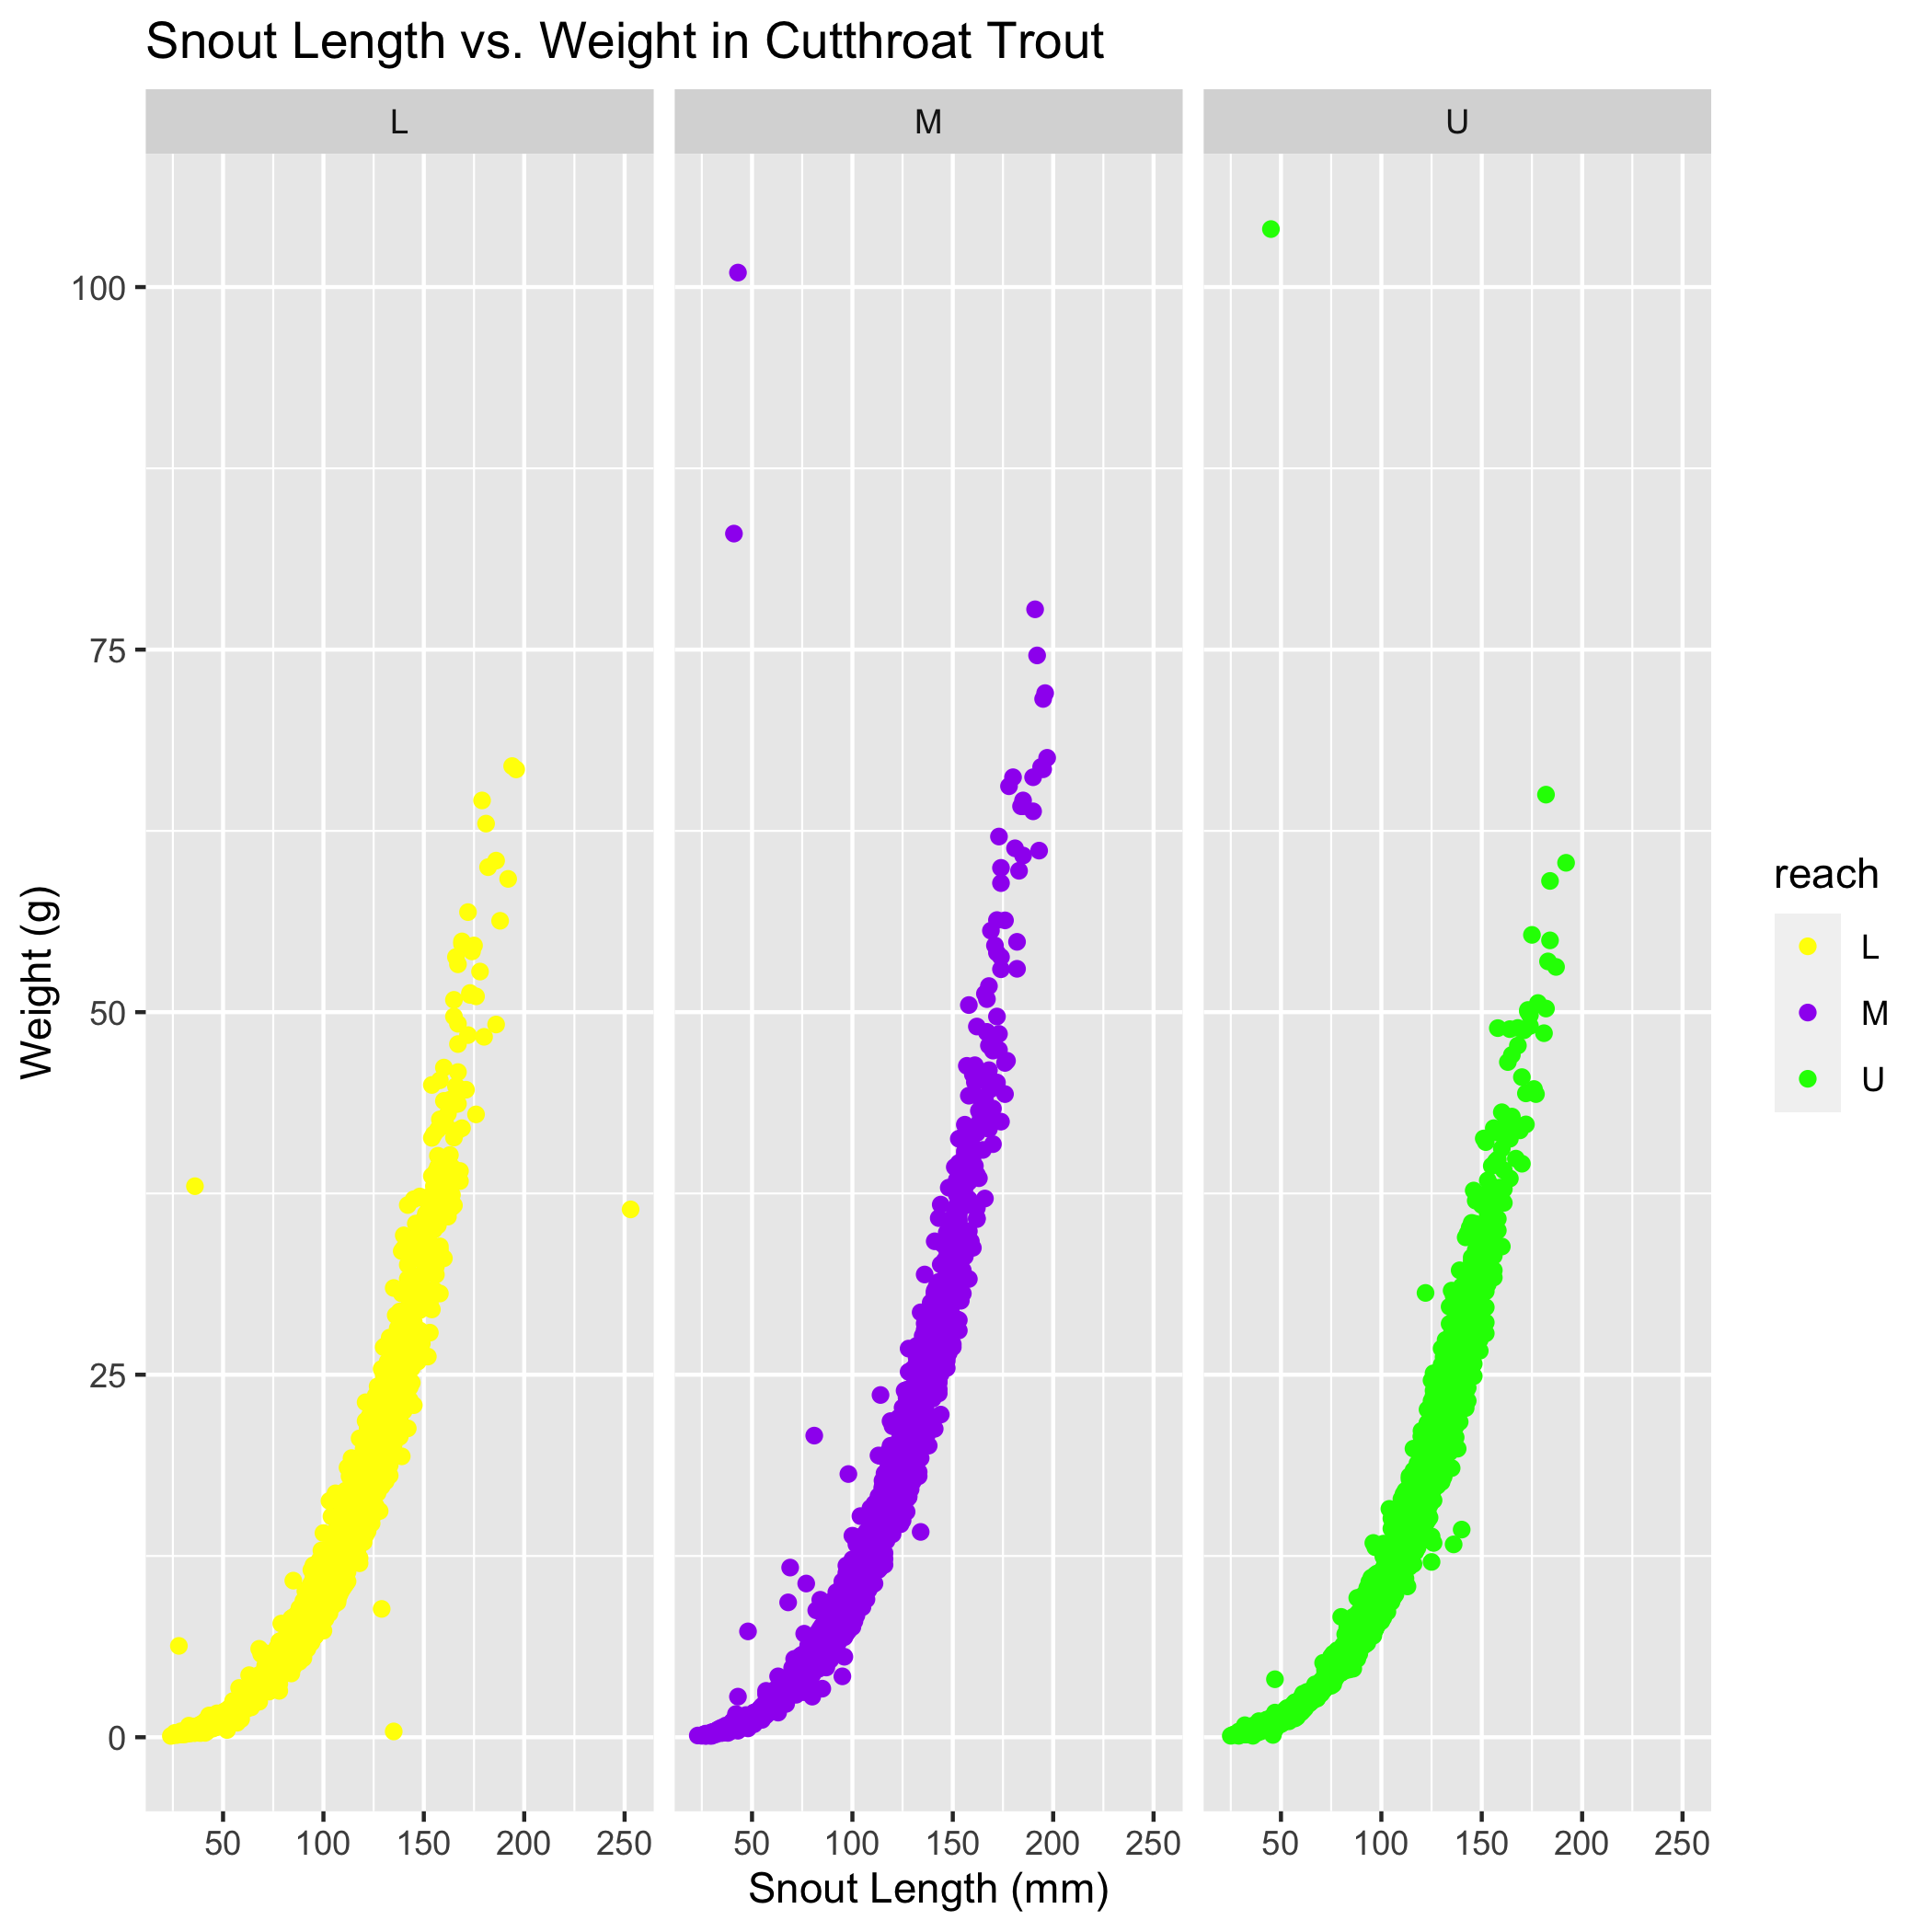 Snout Length vs. Weight in Cutthroat Trout
L M U
100
75
50
25
0
Weight (g)
50 100 150 200 250 50 100 150 200 250 50 100 150 200 250
Snout Length (mm)
reach
L
M
U